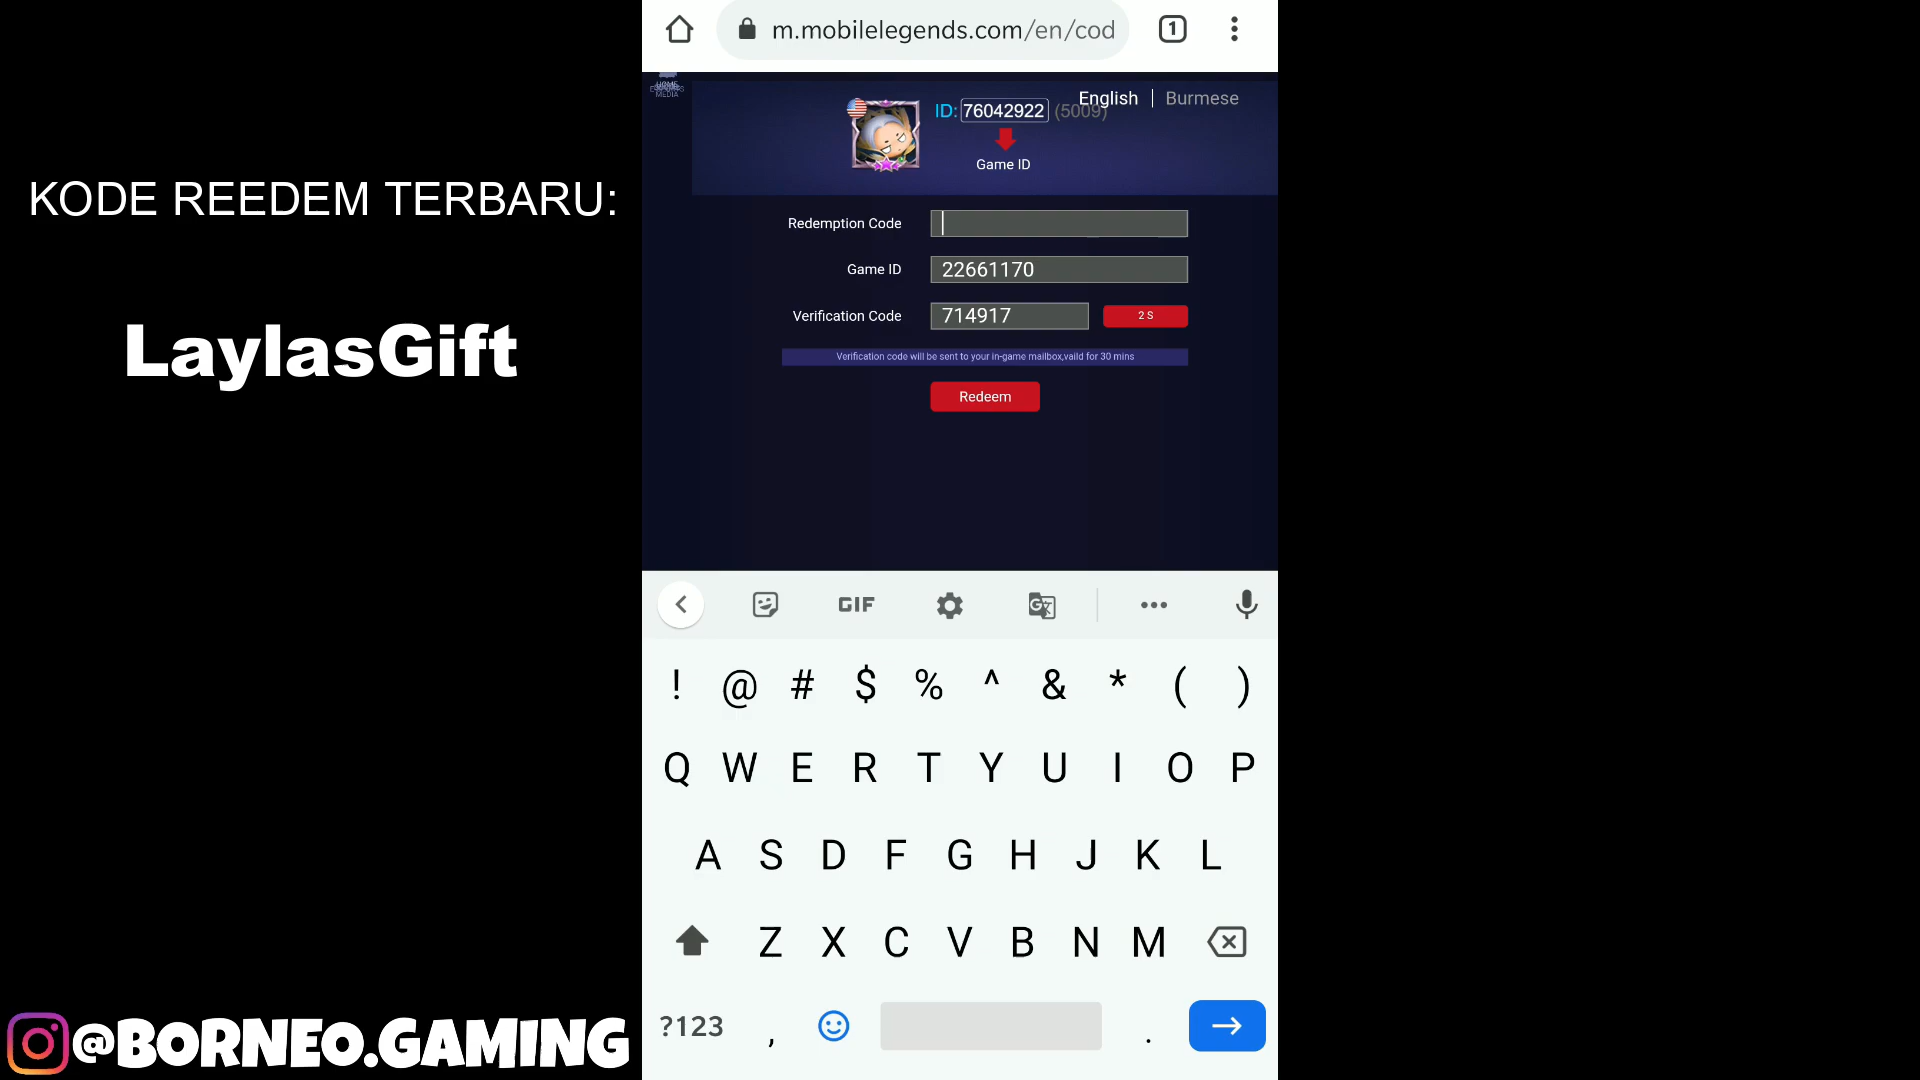 m.mobilelegends.com/en/cod
1
MEDIA
English | Burmese
ID: 76042922 (5009)
Game ID
KODE REEDEM TERBARU:
LaylasGift
Redemption Code
Game ID 22661170
Verification Code 714917 2 S
Verification code will be sent to your in-game mailbox,vaild for 30 mins
Redeem
GIF
! @ # $ % ^ & * ( )
Q W E R T Y U I O P
A S D F G H J K L
Z X C V B N M
?123 , .
@BORNEO.GAMING